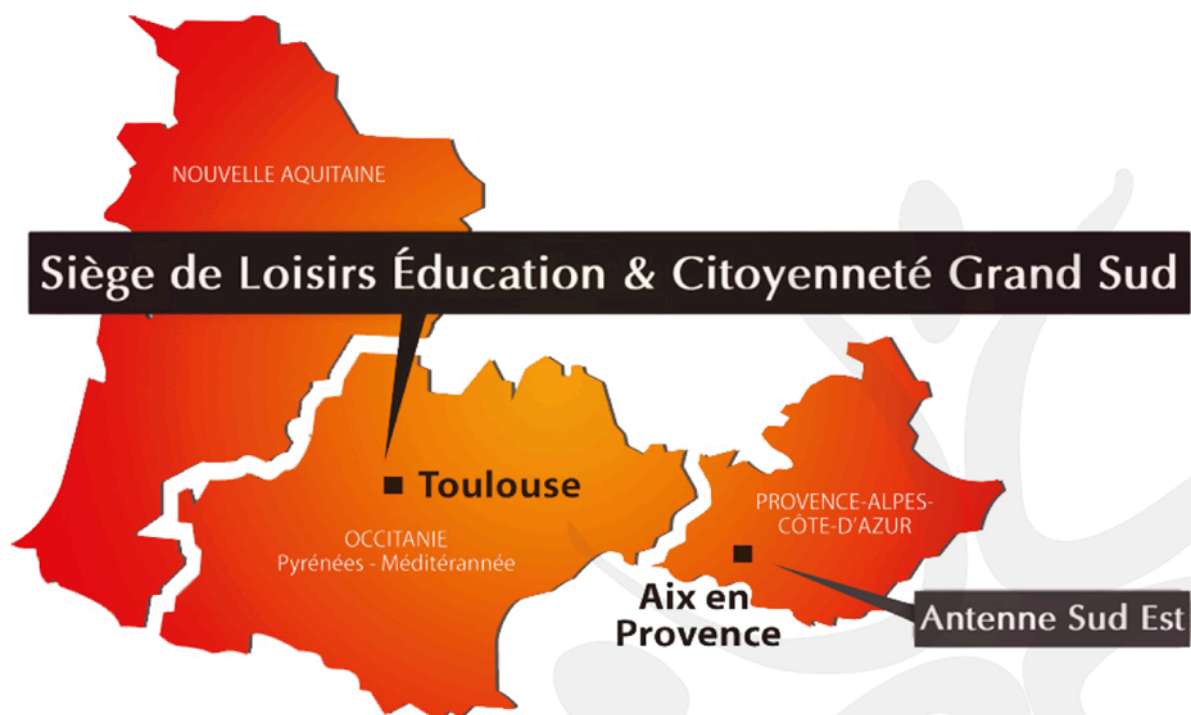 NOUVELLE AQUITAINE
Siège de Loisirs Éducation & Citoyenneté Grand Sud
Toulouse
OCCITANIE
Pyrénées - Méditérannée
PROVENCE-ALPES-
CÔTE-D'AZUR
Aix en
Provence
Antenne Sud Est